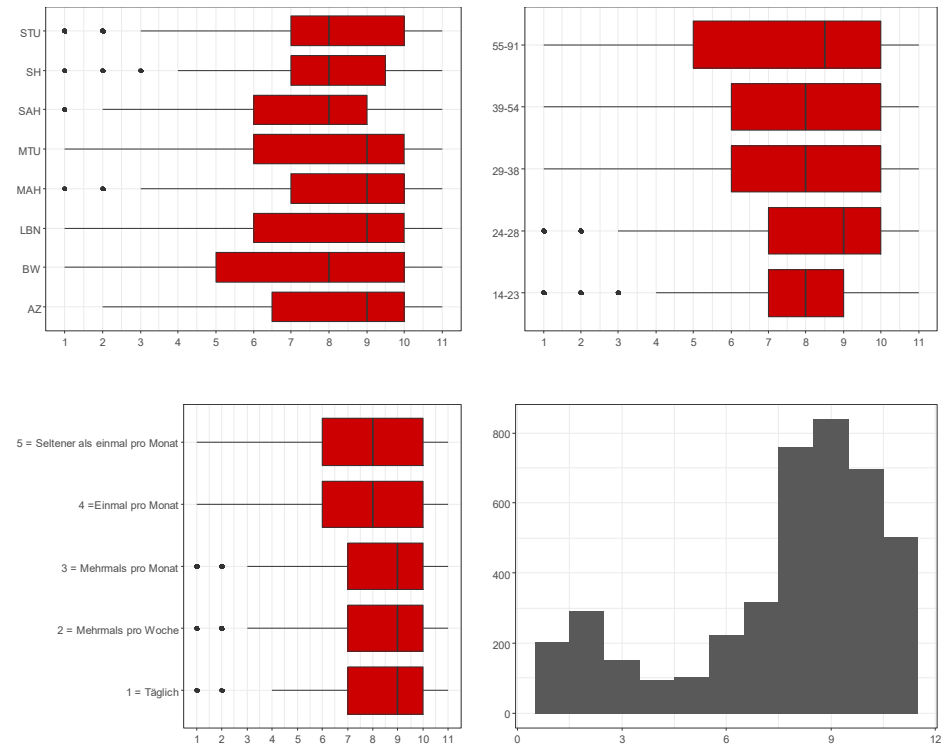 STU
SH
SAH
MTU
MAH
LBN
BW
AZ
1 2 3 4 5 6 7 8 9 10 11
55-91
39-54
29-38
24-28
14-23
1 2 3 4 5 6 7 8 9 10 11
5 = Seltener als einmal pro Monat
4 =Einmal pro Monat
3 = Mehrmals pro Monat
2 = Mehrmals pro Woche
1 = Täglich
1 2 3 4 5 6 7 8 9 10 11
800
600
400
200
0
0 3 6 9 12